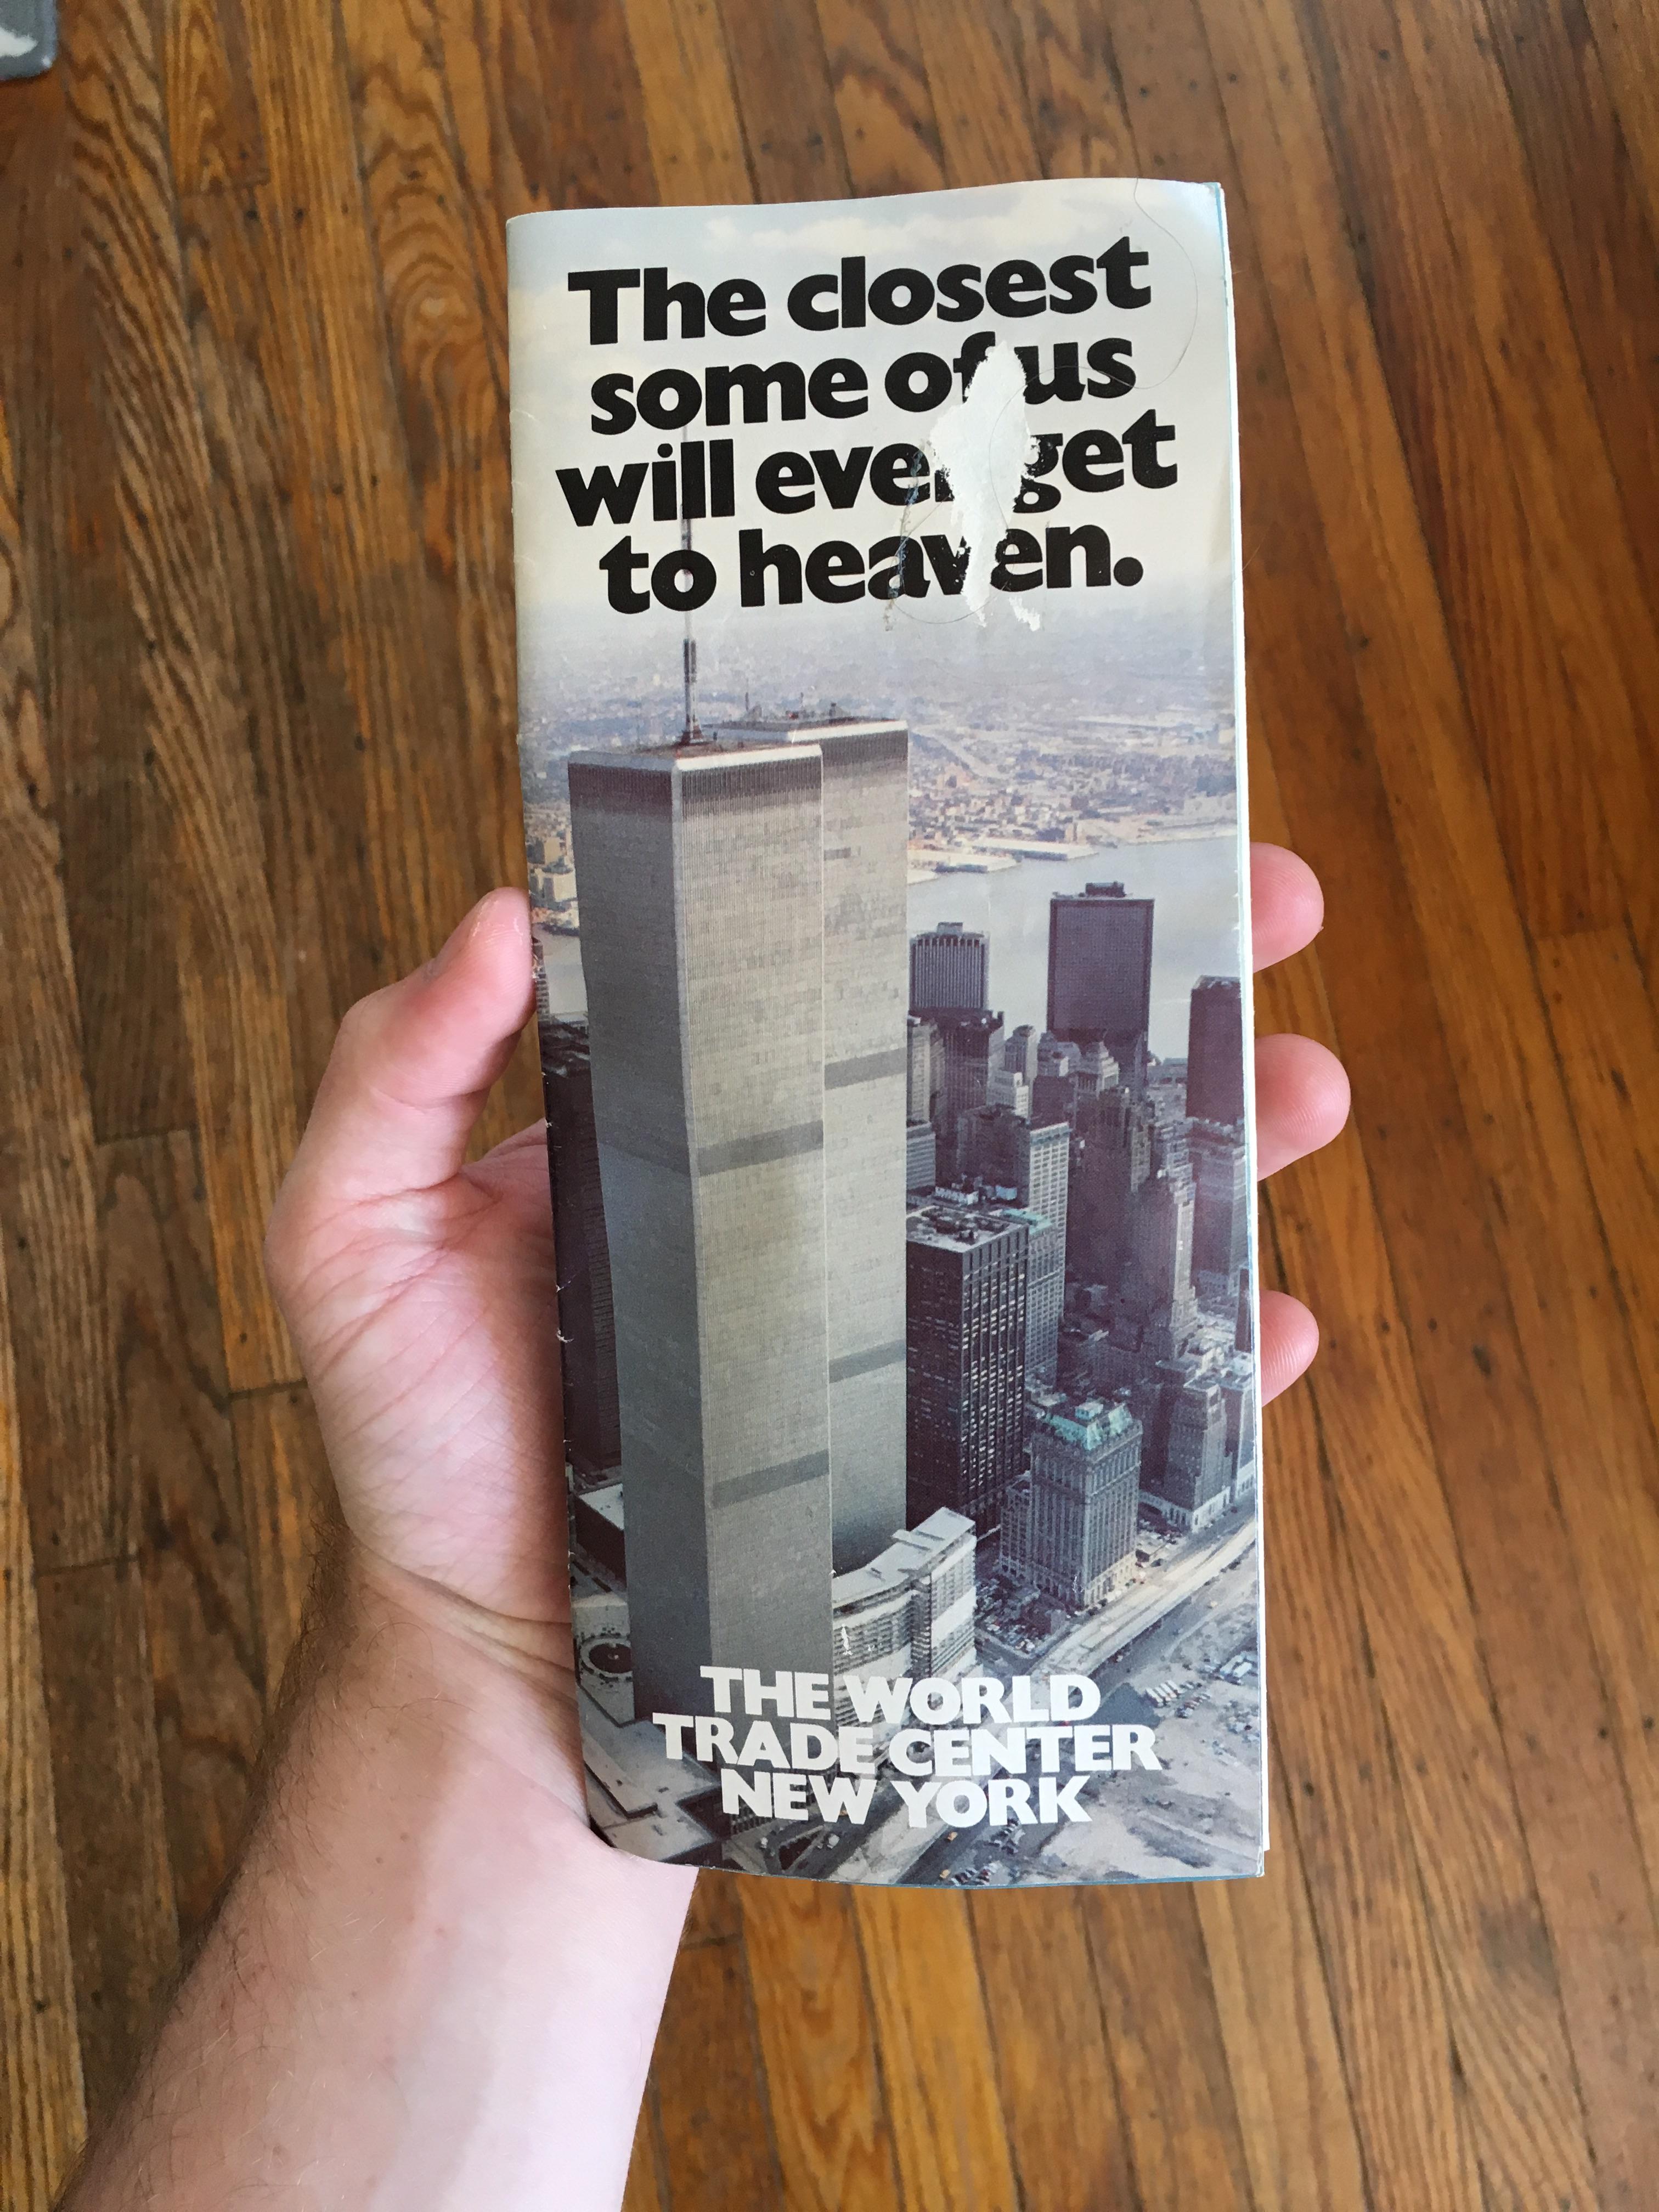 The closest
some of us
will ever get
to heaven.
THE WORLD
TRADE CENTER
NEW YORK